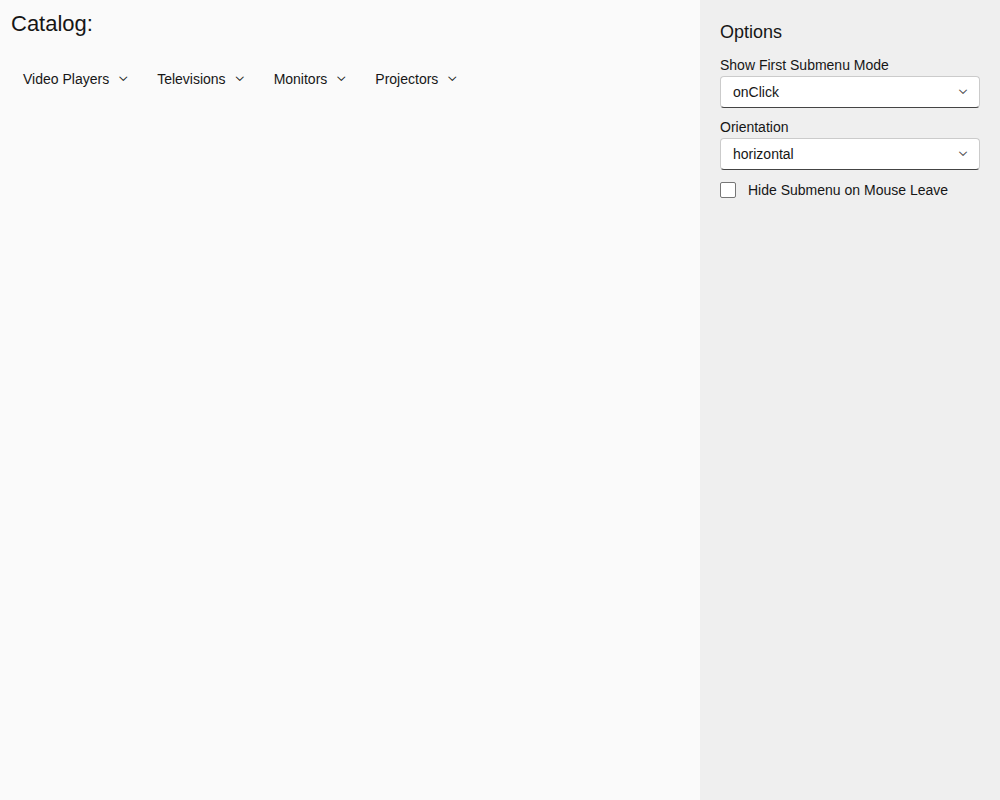 Catalog:
Video Players Televisions Monitors Projectors
Options
Show First Submenu Mode
onClick
Orientation
horizontal
Hide Submenu on Mouse Leave